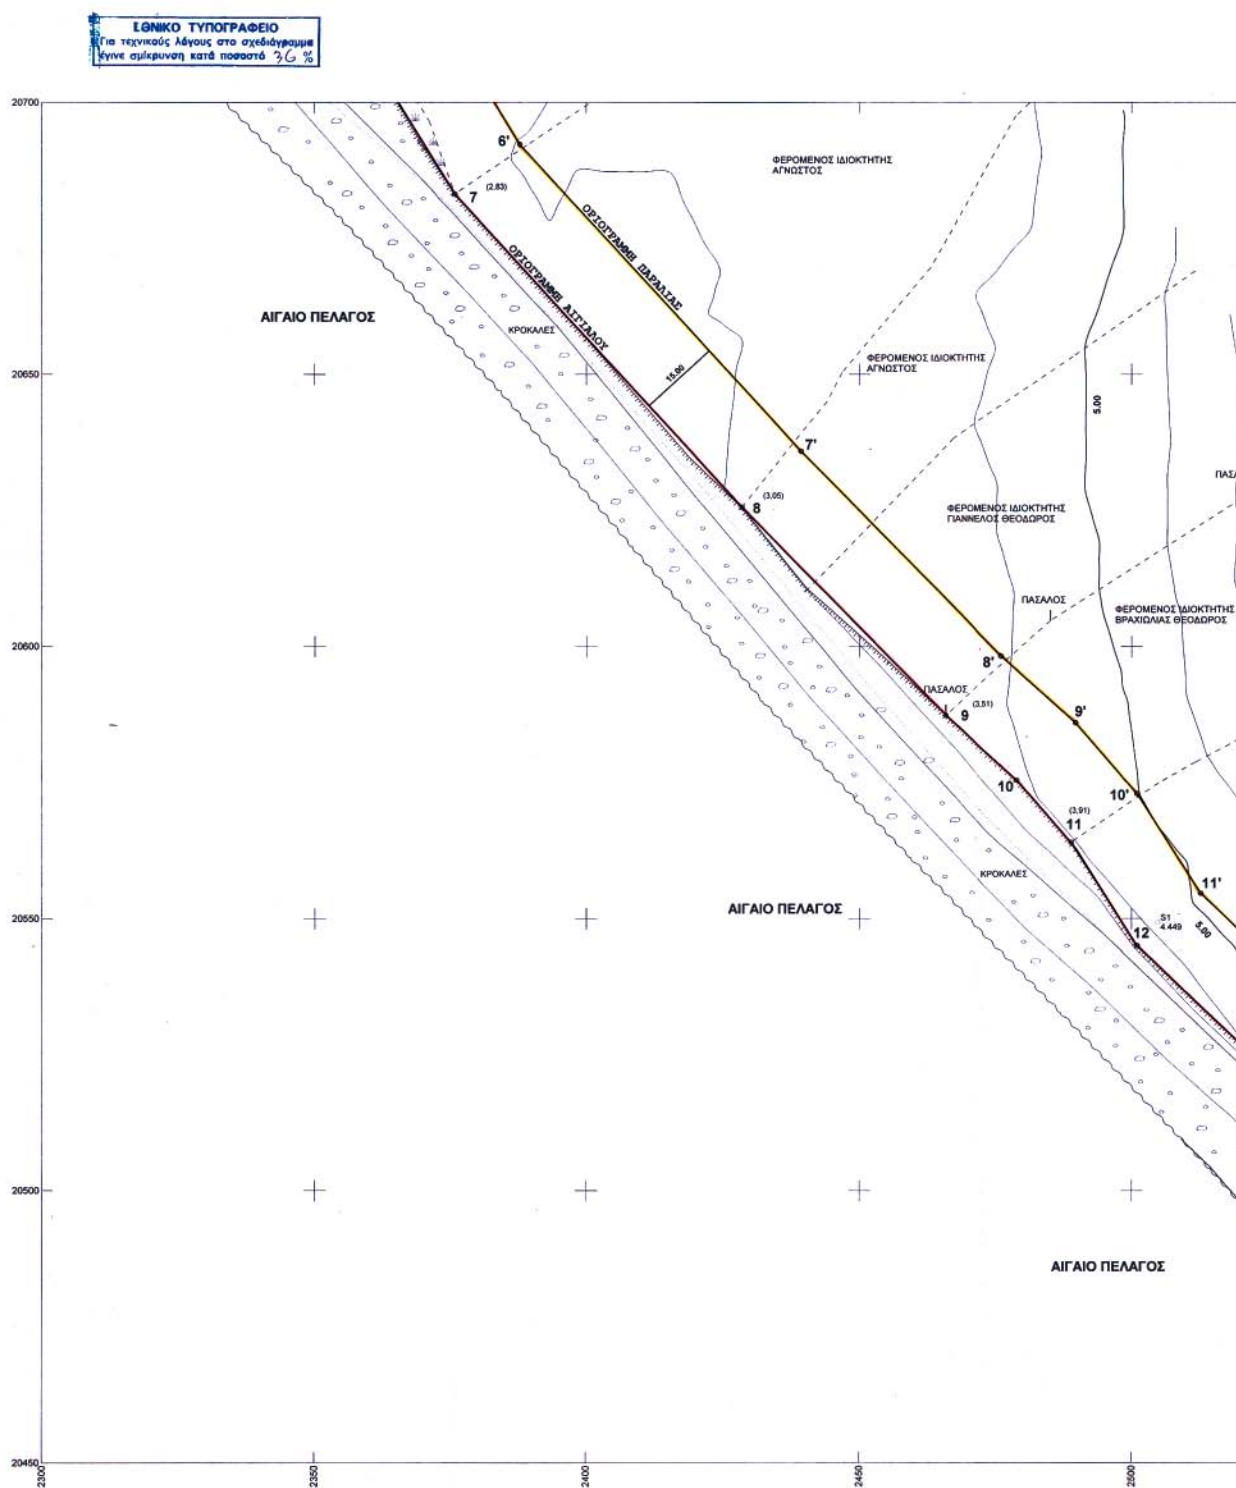 ΕΘΝΙΚΟ ΤΥΠΟΓΡΑΦΕΙΟ
Για τεχνικούς λόγους στο σχεδιάγραμμα
έγινε σμίκρυνση κατά ποσοστό 36 %
20700
6'
7
(2,83)
ΦΕΡΟΜΕΝΟΣ ΙΔΙΟΚΤΗΤΗΣ
ΑΓΝΩΣΤΟΣ
ΟΡΙΟΓΡΑΜΜΗ ΠΑΡΑΛΙΑΣ
ΟΡΙΟΓΡΑΜΜΗ ΑΙΓΙΑΛΟΥ
ΑΙΓΑΙΟ ΠΕΛΑΓΟΣ
ΚΡΟΚΑΛΕΣ
20650
15.00
ΦΕΡΟΜΕΝΟΣ ΙΔΙΟΚΤΗΤΗΣ
ΑΓΝΩΣΤΟΣ
5.00
7'
ΠΑΣΑ
8
(3,05)
ΦΕΡΟΜΕΝΟΣ ΙΔΙΟΚΤΗΤΗΣ
ΓΙΑΝΝΕΛΟΣ ΘΕΟΔΩΡΟΣ
ΠΑΣΑΛΟΣ
ΦΕΡΟΜΕΝΟΣ ΙΔΙΟΚΤΗΤΗΣ
ΒΡΑΧΙΩΛΙΑΣ ΘΕΟΔΩΡΟΣ
20600
8'
ΠΑΣΑΛΟΣ
9
(3,51)
9'
10
10'
(3,91)
11
ΚΡΟΚΑΛΕΣ
11'
20550
ΑΙΓΑΙΟ ΠΕΛΑΓΟΣ
12
S1
4.449
5.00
20500
ΑΙΓΑΙΟ ΠΕΛΑΓΟΣ
20450
2300
2350
2400
2450
2500